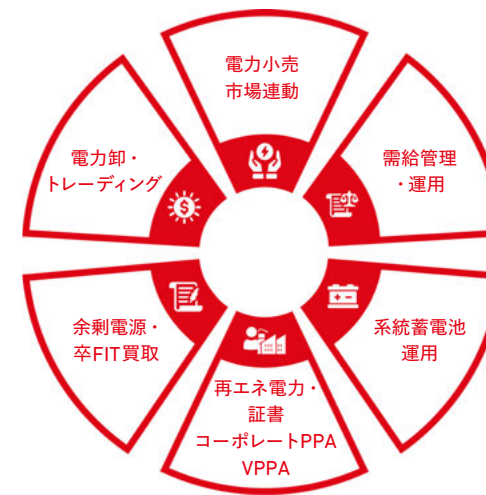 電力小売
市場連動
需給管理
・運用
系統蓄電池
運用
再エネ電力・
証書
コーポレートPPA
VPPA
余剰電源・
卒FIT買取
電力卸・
トレーディング